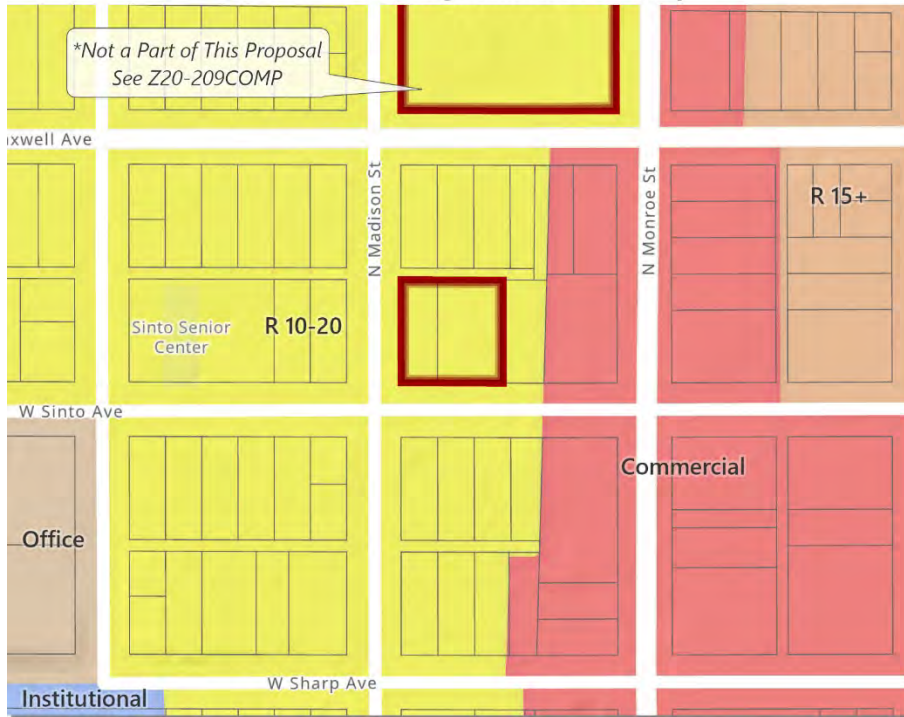 *Not a Part of This Proposal
See Z20-209COMP
axwell Ave
N Madison St
N Monroe St
R 15+
Sinto Senior
Center
R 10-20
W Sinto Ave
Commercial
Office
W Sharp Ave
Institutional